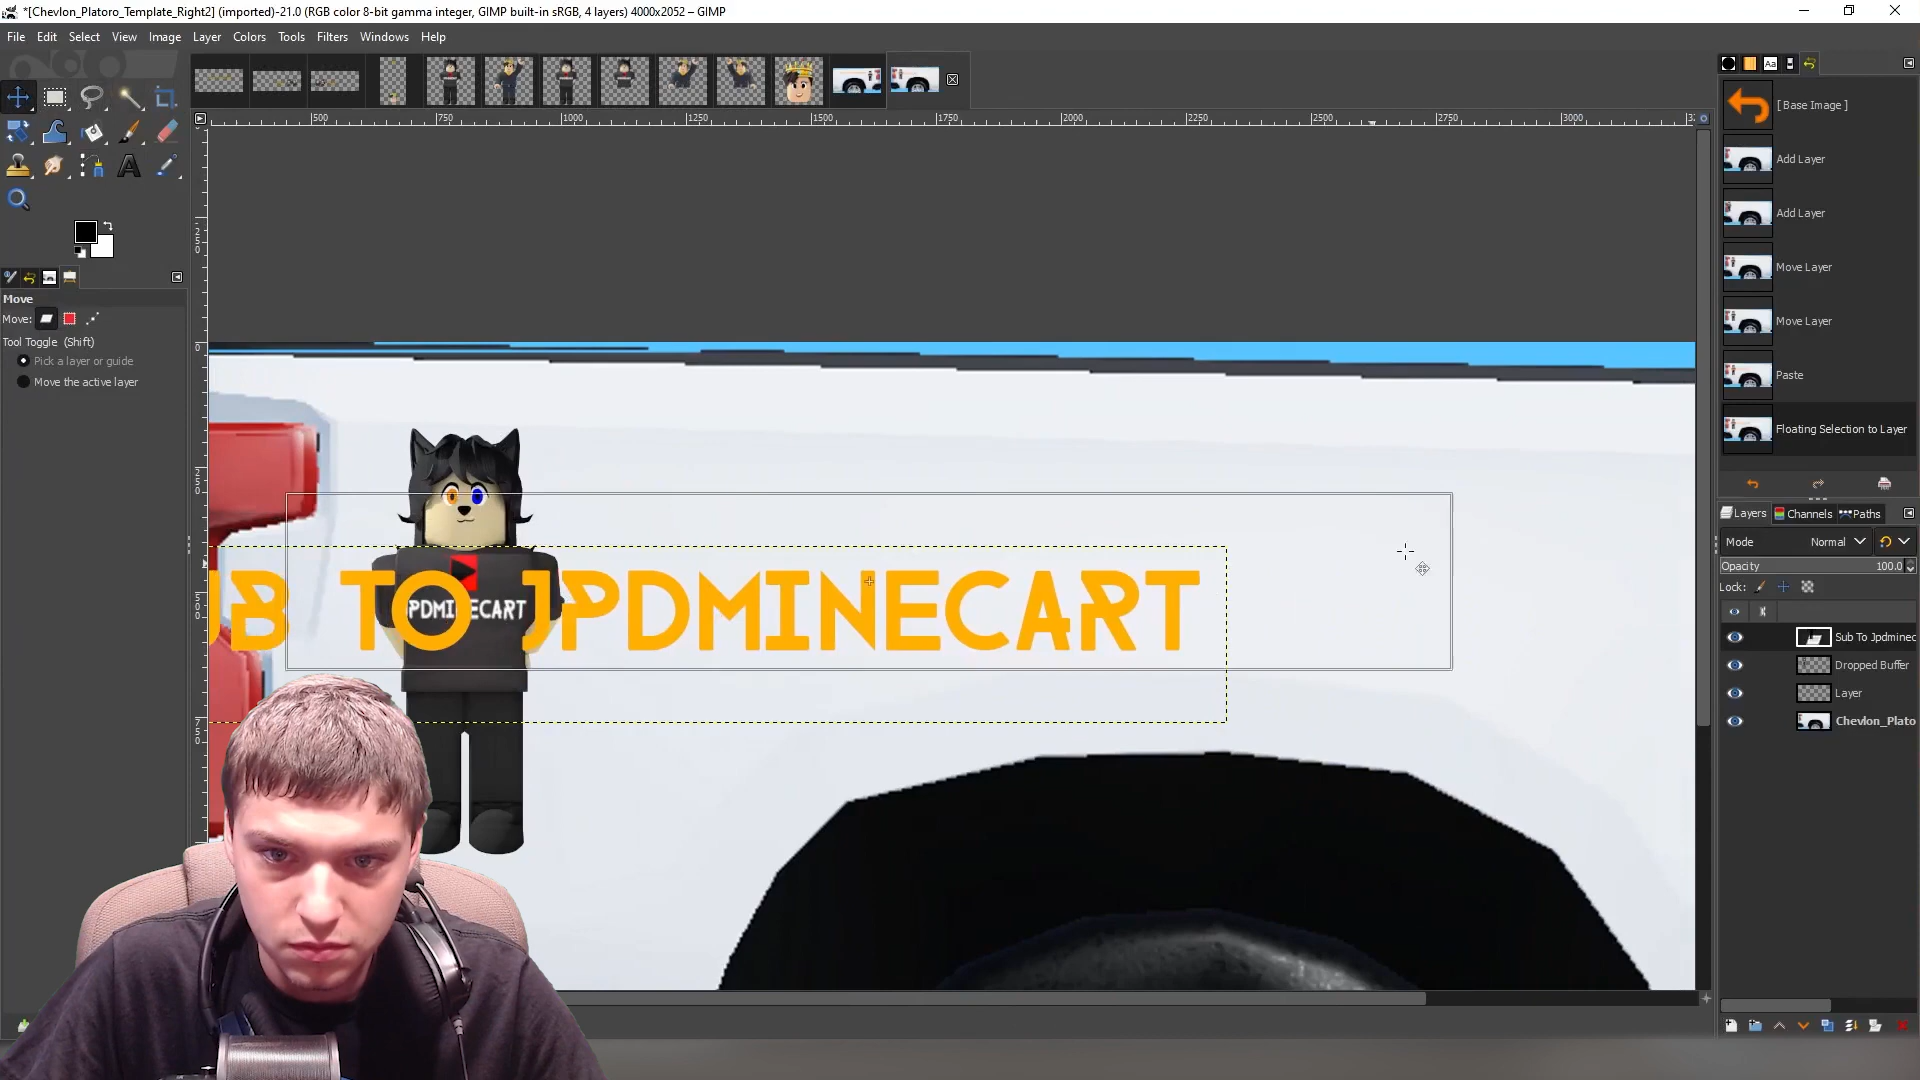 *[Chevlon_Platoro_Template_Right2] (imported)-21.0 (RGB color 8-bit gamma integer, GIMP built-in sRGB, 4 layers) 4000x2052 – GIMP
File Edit Select View Image Layer Colors Tools Filters Windows Help
500 750 1000 1250 1500 1750 2000 2250 2500 2750 3000
[ Base Image ]
Add Layer
Add Layer
Move Layer
Move Layer
Paste
Floating Selection to Layer
Move
Move:
Tool Toggle (Shift)
Pick a layer or guide
Move the active layer
UB TO JPDMINECART
PDMINECART
Layers Channels Paths
Mode Normal
Opacity 100.0
Lock:
Sub To Jpdminec
Dropped Buffer
Layer
Chevlon_Plato